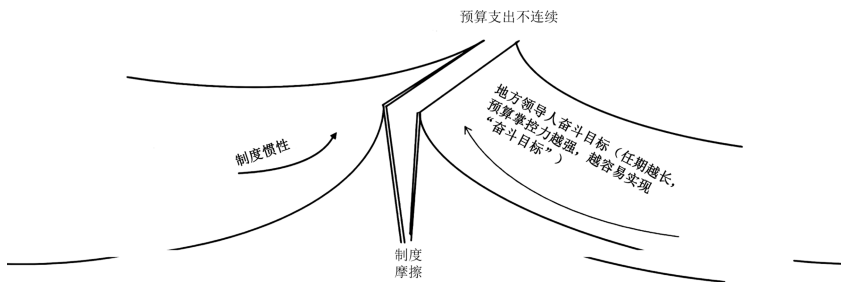 预算支出不连续
地方领导人奋斗目标（任期越长，
预算掌控力越强，越容易实现
“奋斗目标”）
制度惯性
制度
摩擦